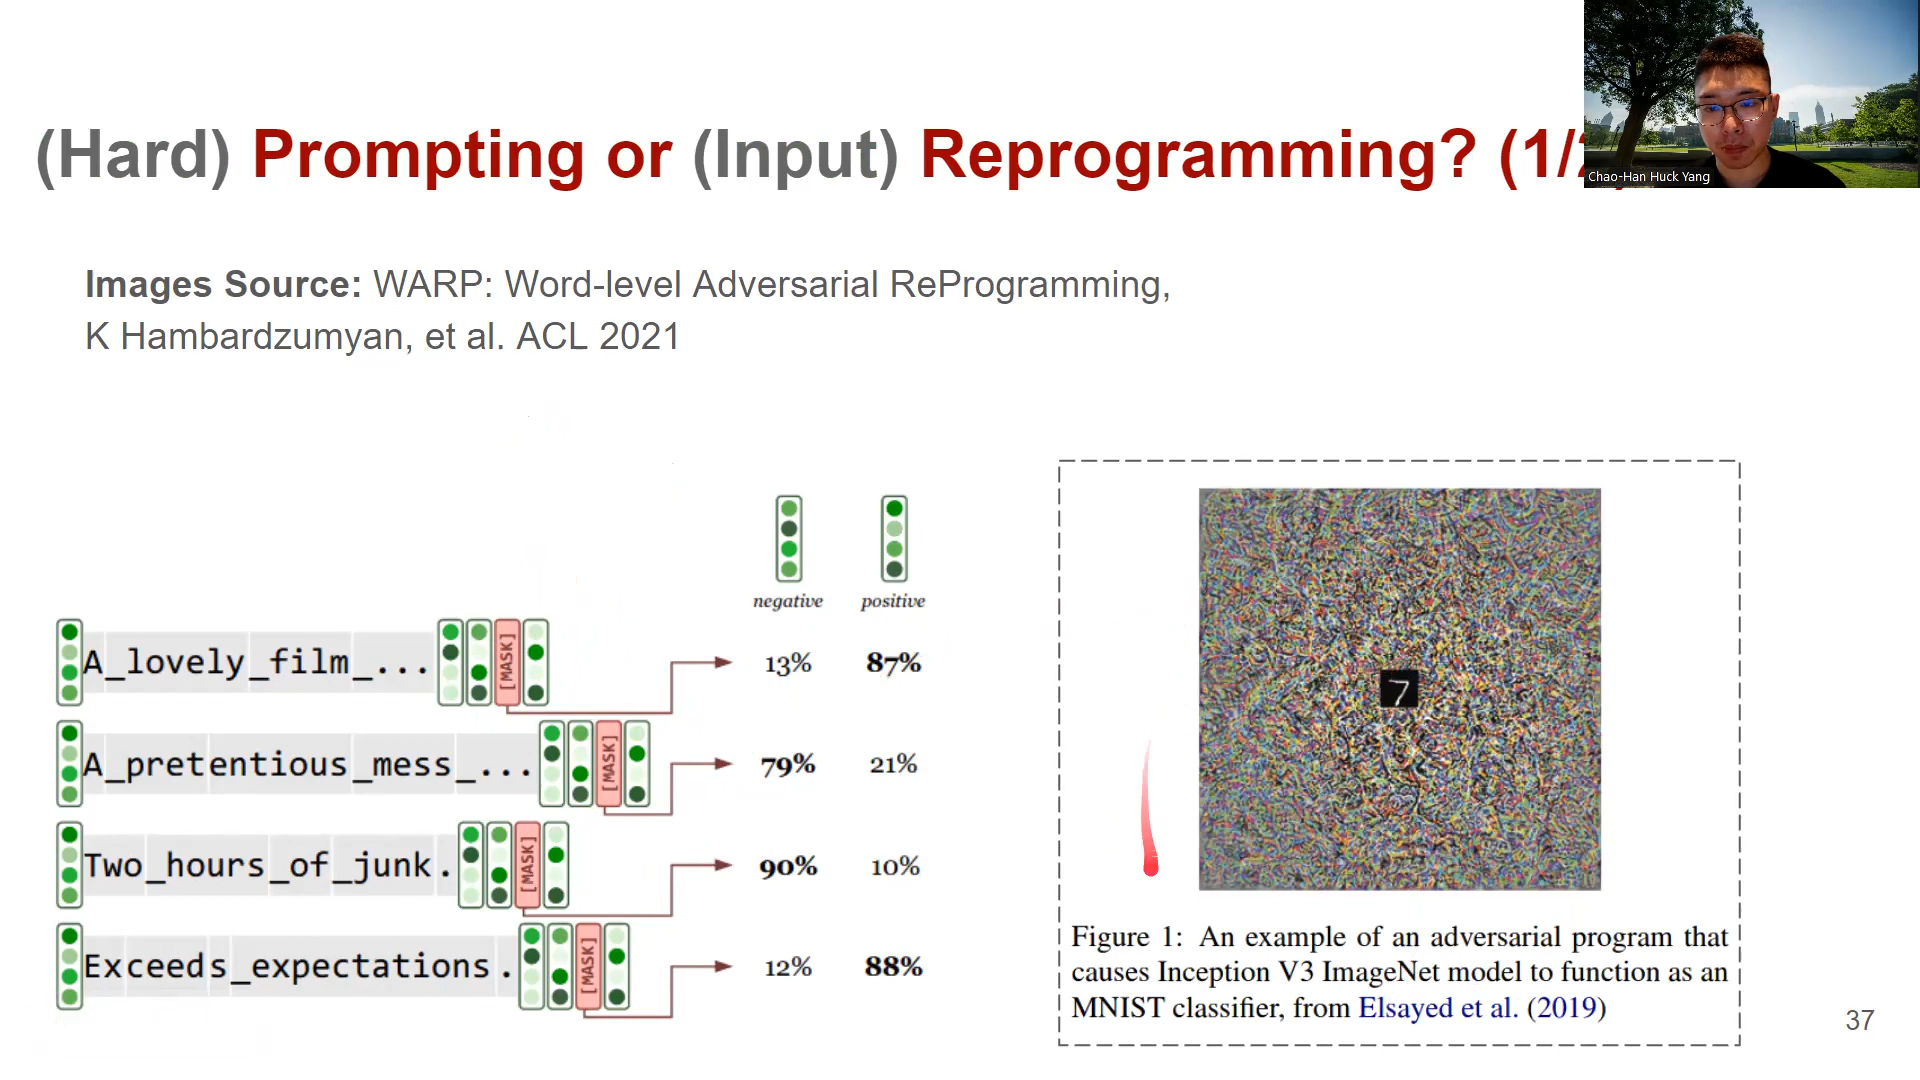 (Hard) Prompting or (Input) Reprogramming? (1/2
Chao-Han Huck Yang
Images Source: WARP: Word-level Adversarial ReProgramming,
K Hambardzumyan, et al. ACL 2021
negative positive
A_lovely_film_... [MASK] 13% 87%
A_pretentious_mess_... [MASK] 79% 21%
Two_hours_of_junk. [MASK] 90% 10%
Exceeds_expectations. [MASK] 12% 88%
7
Figure 1: An example of an adversarial program that
causes Inception V3 ImageNet model to function as an
MNIST classifier, from Elsayed et al. (2019)
37